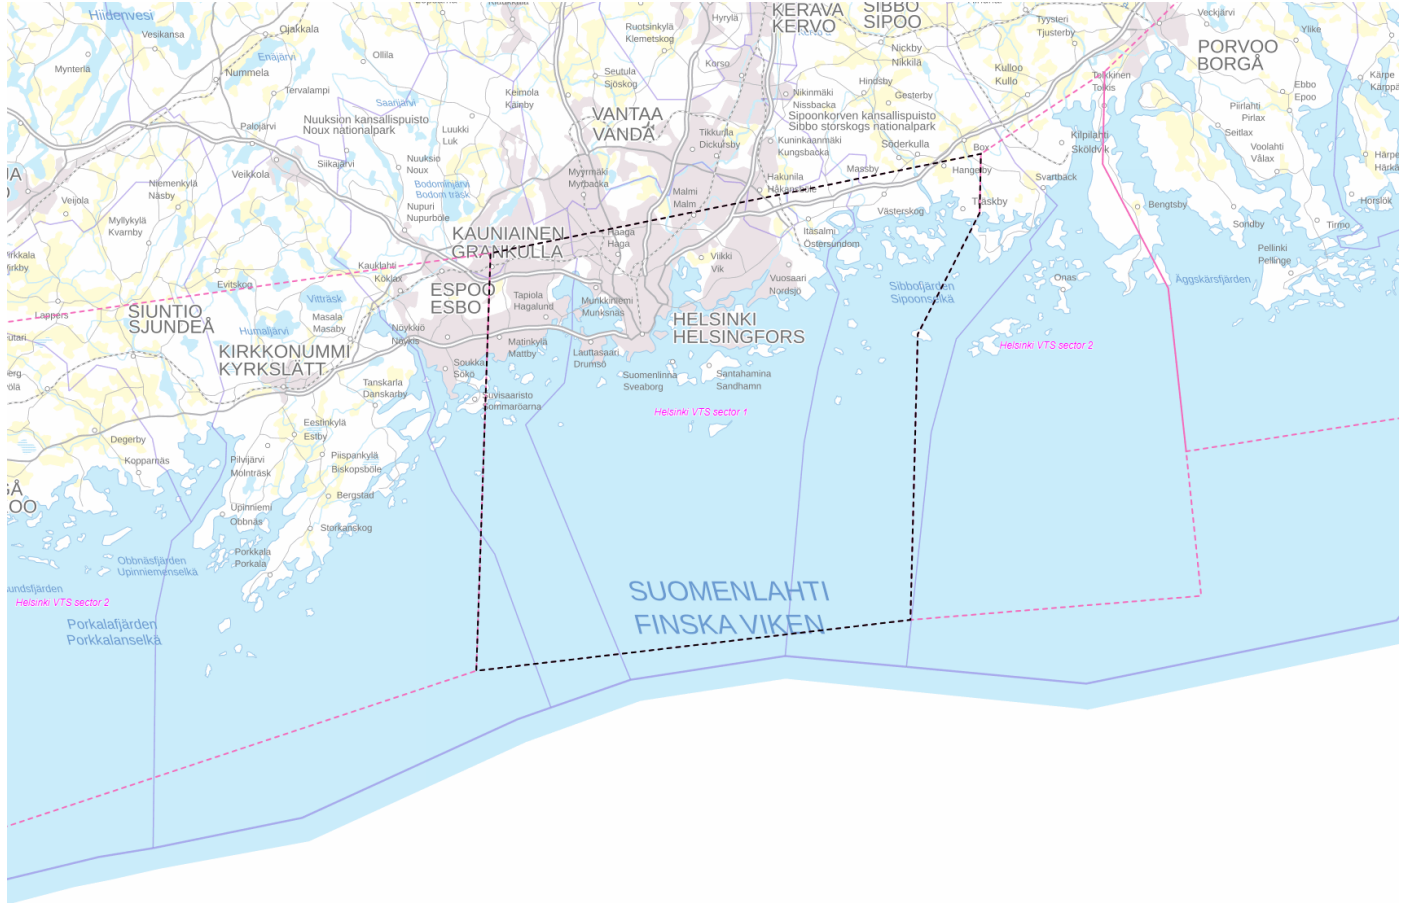 Hiidenvesi
Vesikansa
Ojakkala
Enäjärvi
Ollila
Mynterlä
Nummela
Tervalampi
Ruotsinkylä
Klemetskog
Hyrylä
KERAVA
KERVO
SIBBO
SIPOO
Tyysteri
Tjusterby
Veckjärvi
Ylike
PORVOO
BORGÅ
Seutula
Sjöskog
Korso
Nickby
Nikkilä
Kulloo
Kullo
Hindsby
Gesterby
Tolkkinen
Tolkis
Ebbo
Epoo
Kärpe
Keimola
Käinby
Saarijärvi
Nuuksion kansallispuisto
Noux nationalpark
Palojärvi
Luukki
Luk
VANTAA
VANDA
Nikinmäki
Nissbacka
Sipoonkorven kansallispuisto
Sibbo storskogs nationalpark
Piirlahti
Pirlax
Seitlax
Voolahti
Vålax
Tikkurila
Dickursby
Kuninkaanmäki
Kungsbacka
Söderkulla
Box
Kilpilahti
Sköldvik
Siikajärvi
Veikkola
Nuuksio
Noux
Bodominjärvi
Bodom träsk
Myyrmäki
Myrbacka
Hakunila
Håkansböle
Massby
Hangelby
Svartbäck
Niemenkylä
Näsby
Veijola
Malmi
Malm
Nupuri
Nupurböle
Västerskog
Träskby
Bengtsby
Horslök
Myllykylä
Kvarnby
KAUNIAINEN
GRANKULLA
Haaga
Haga
Itäsalmi
Östersundom
Sondby
Tirmo
Pellinki
Pellinge
Viikki
Vik
Kauklahti
Köklax
Vuosaari
Nordsjö
Onas
Äggskärsfjärden
Evitskog
Vitträsk
ESPOO
ESBO
Tapiola
Hagalund
Munkkiniemi
Munksnäs
Sibbofjärden
Sipoonselkä
Lappers
SIUNTIO
SJUNDEÅ
Masala
Masaby
Humaljärvi
Nöykkiö
Nöykis
HELSINKI
HELSINGFORS
Matinkylä
Mattby
Lauttasaari
Drumsö
Helsinki VTS sector 2
KIRKKONUMMI
KYRKSLÄTT
Soukka
Sökö
Suomenlinna
Sveaborg
Santahamina
Sandhamn
Tanskarla
Danskarby
Suvisaaristo
Sommaröarna
Helsinki VTS sector 1
Degerby
Eestinkylä
Estby
Kopparnäs
Pilvijärvi
Molnträsk
Piispankylä
Biskopsböle
Bergstad
Upinniemi
Obbnäs
Storkanskog
Obbnäsfjärden
Upinniemenselkä
Porkkala
Porkala
Helsinki VTS sector 2
Porkalafjärden
Porkkalanselkä
SUOMENLAHTI
FINSKA VIKEN